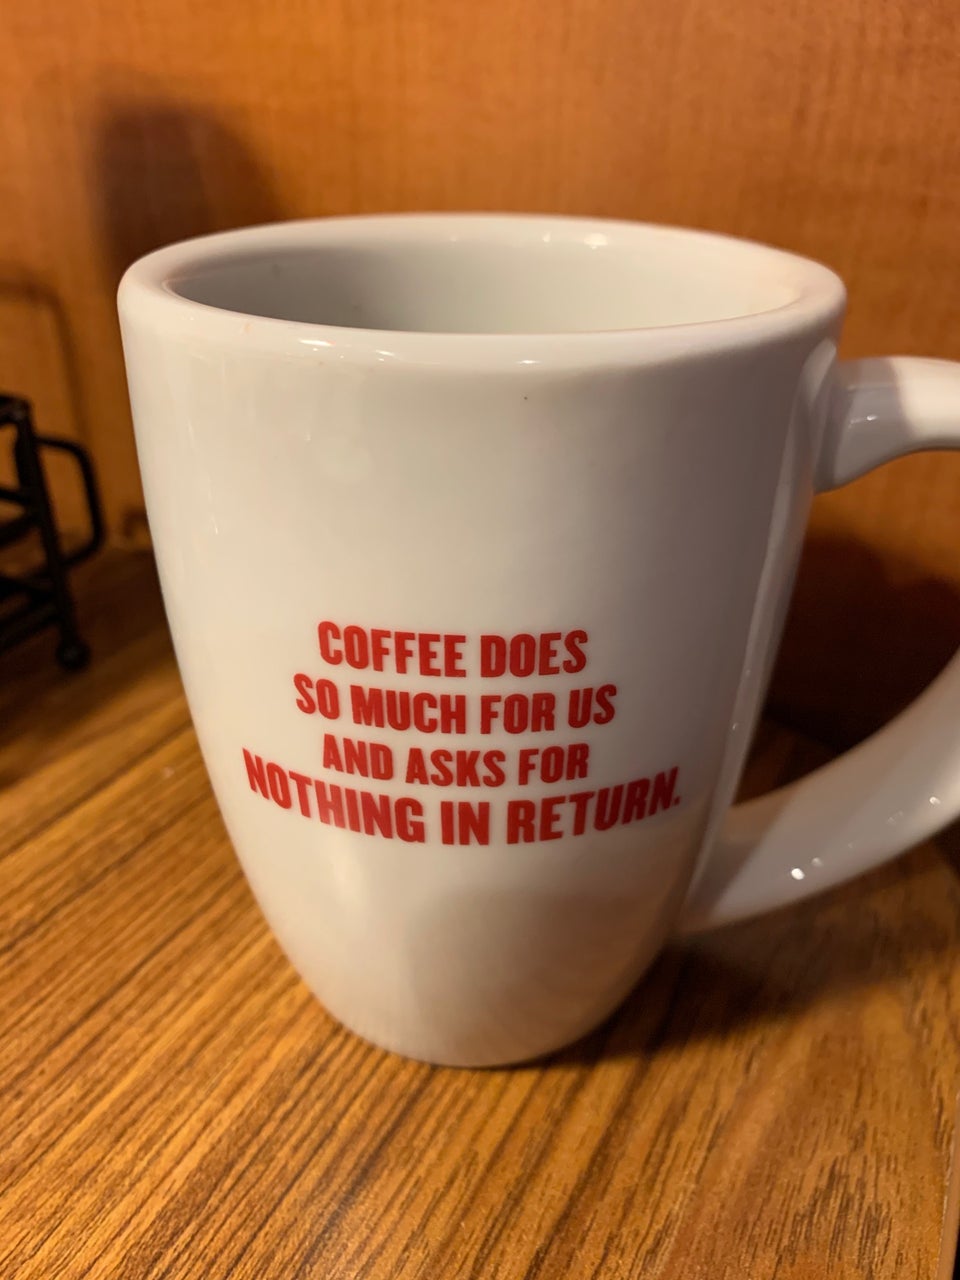 COFFEE DOES
SO MUCH FOR US
AND ASKS FOR
NOTHING IN RETURN.